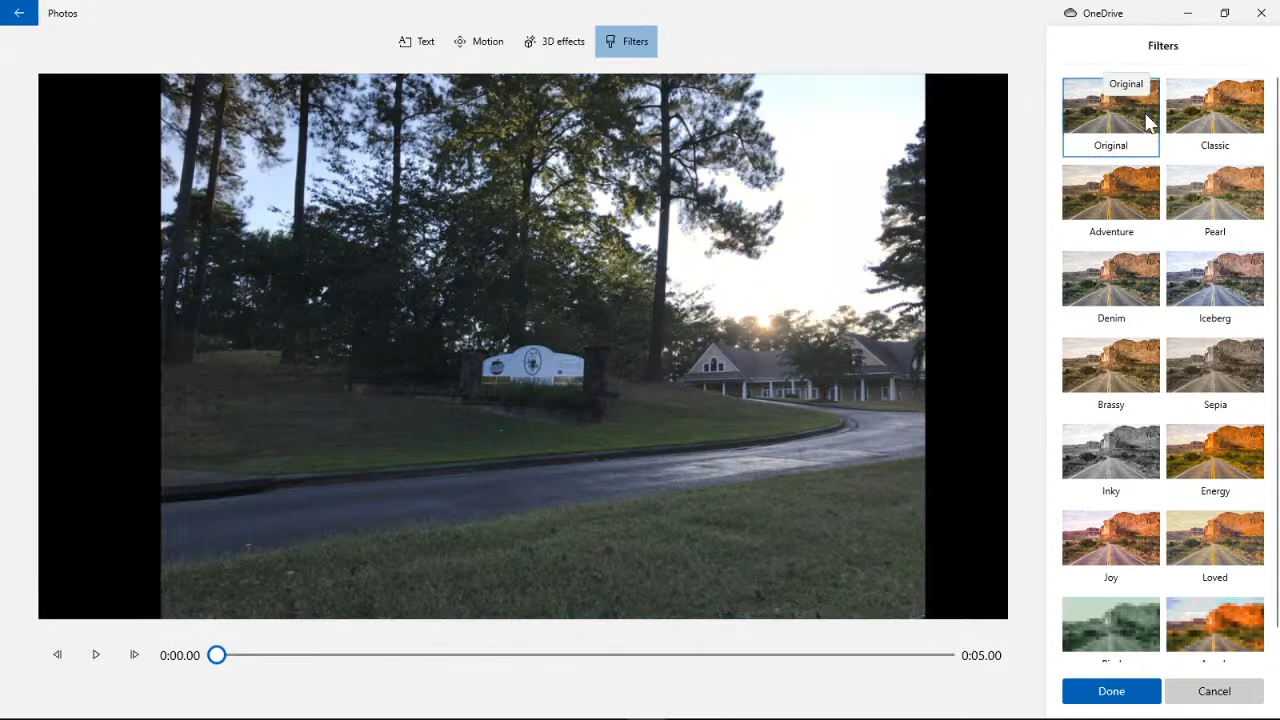 Photos
OneDrive
Text
Motion
3D effects
Filters
Filters
Original
Original
Classic
Adventure
Pearl
Denim
Iceberg
Brassy
Sepia
Inky
Energy
Joy
Loved
0:00.00
0:05.00
Done
Cancel